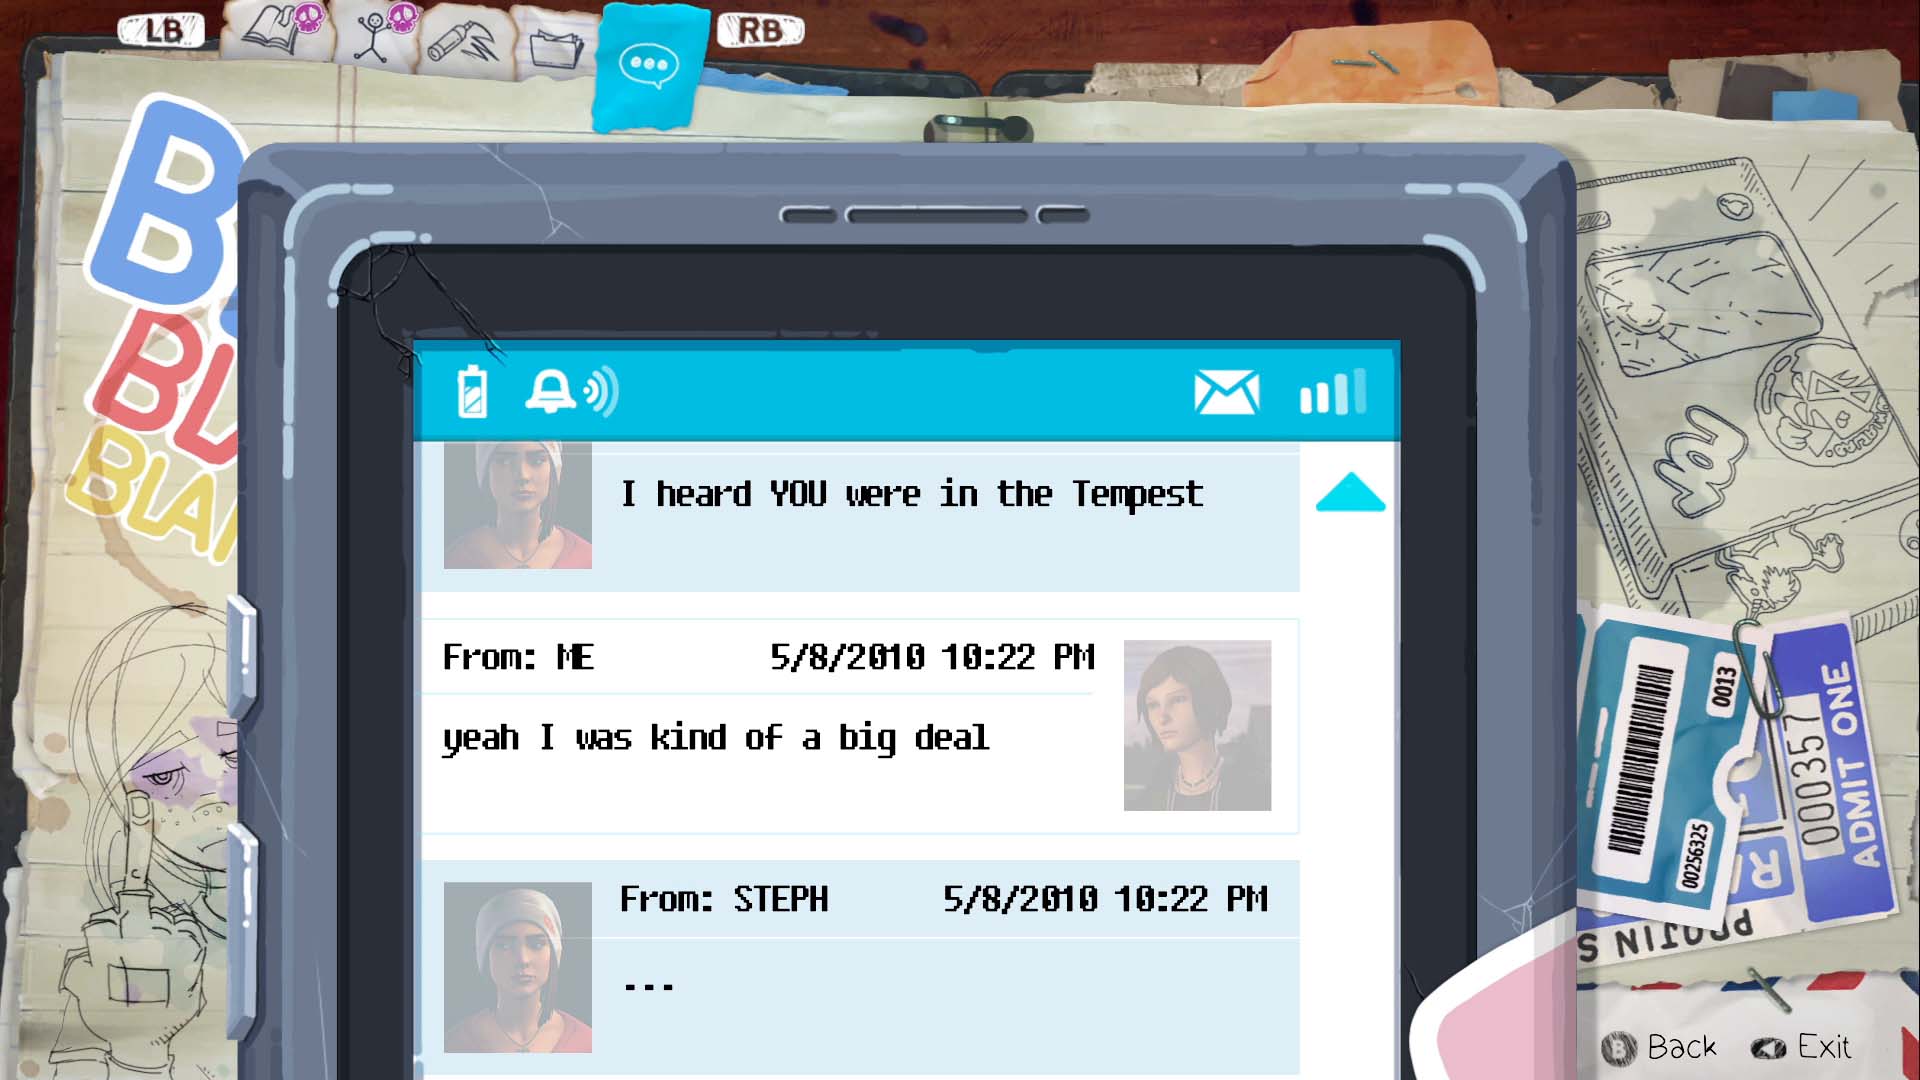 LB
RB
I heard YOU were in the Tempest
From: ME 5/8/2010 10:22 PM
yeah I was kind of a big deal
From: STEPH 5/8/2010 10:22 PM
...
0013
00256325
000357
ADMIT ONE
B Back
Exit